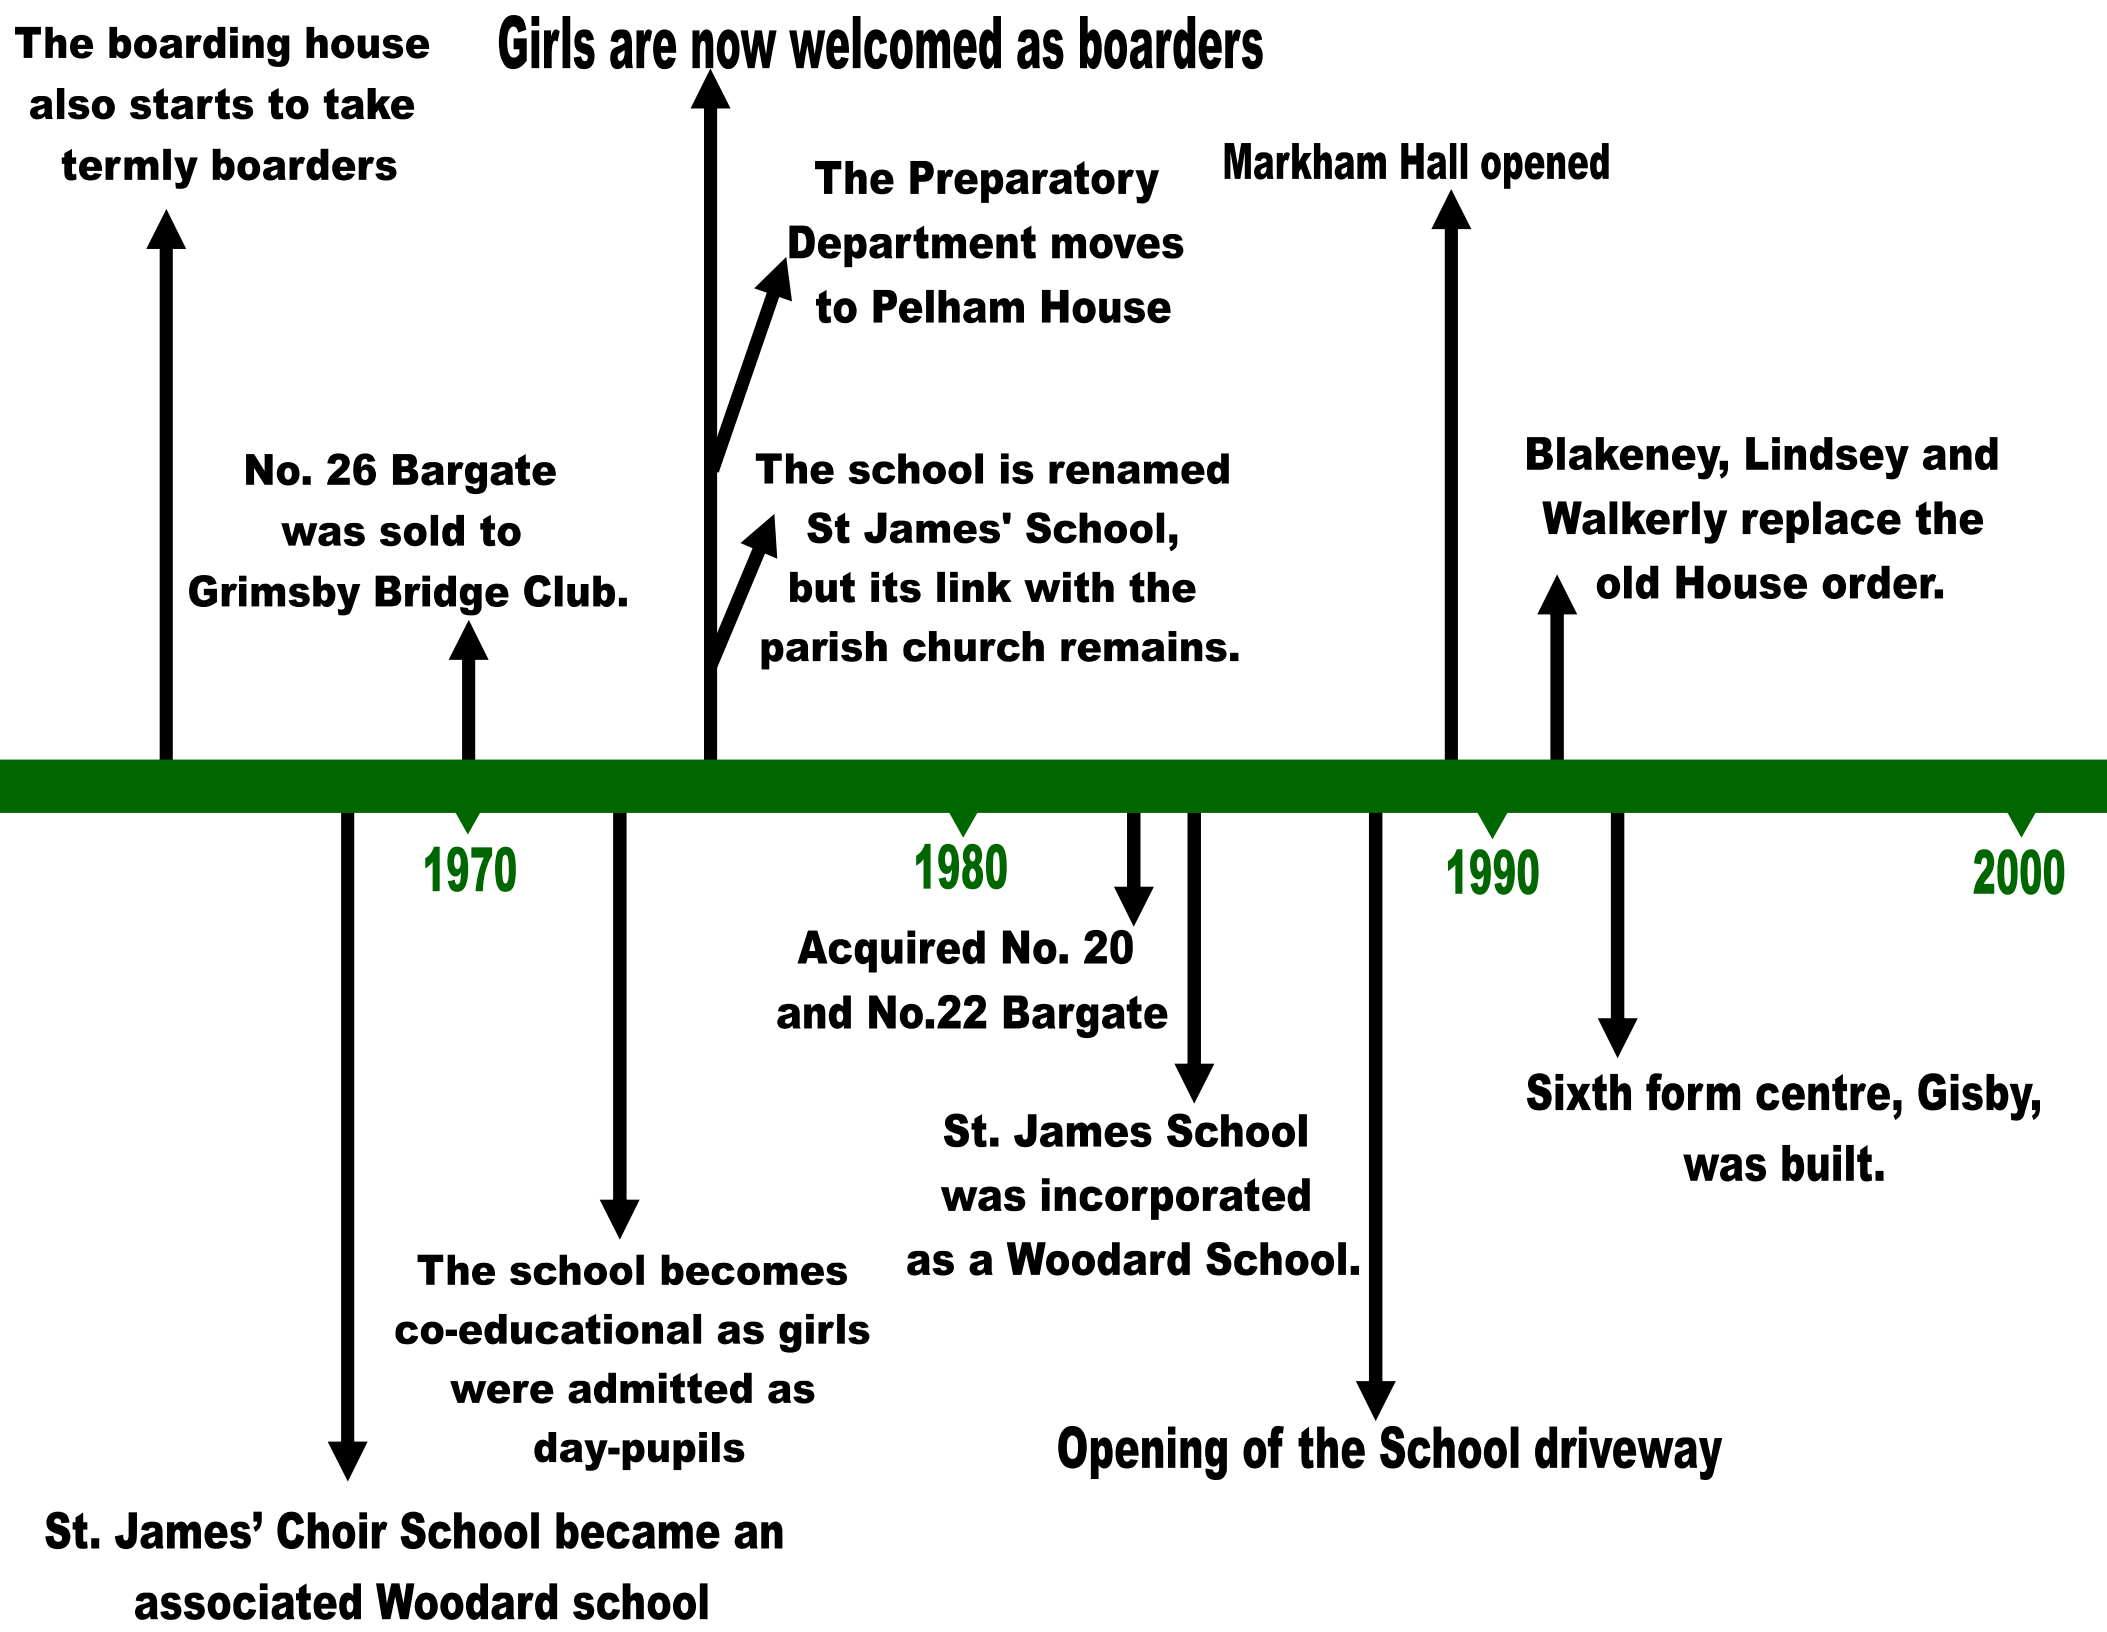 The boarding house
also starts to take
termly boarders
Girls are now welcomed as boarders
The Preparatory
Department moves
to Pelham House
Markham Hall opened
No. 26 Bargate
was sold to
Grimsby Bridge Club.
The school is renamed
St James' School,
but its link with the
parish church remains.
Blakeney, Lindsey and
Walkerly replace the
old House order.
1970
1980
1990
2000
Acquired No. 20
and No.22 Bargate
St. James School
was incorporated
as a Woodard School.
Sixth form centre, Gisby,
was built.
The school becomes
co-educational as girls
were admitted as
day-pupils
Opening of the School driveway
St. James’ Choir School became an
associated Woodard school